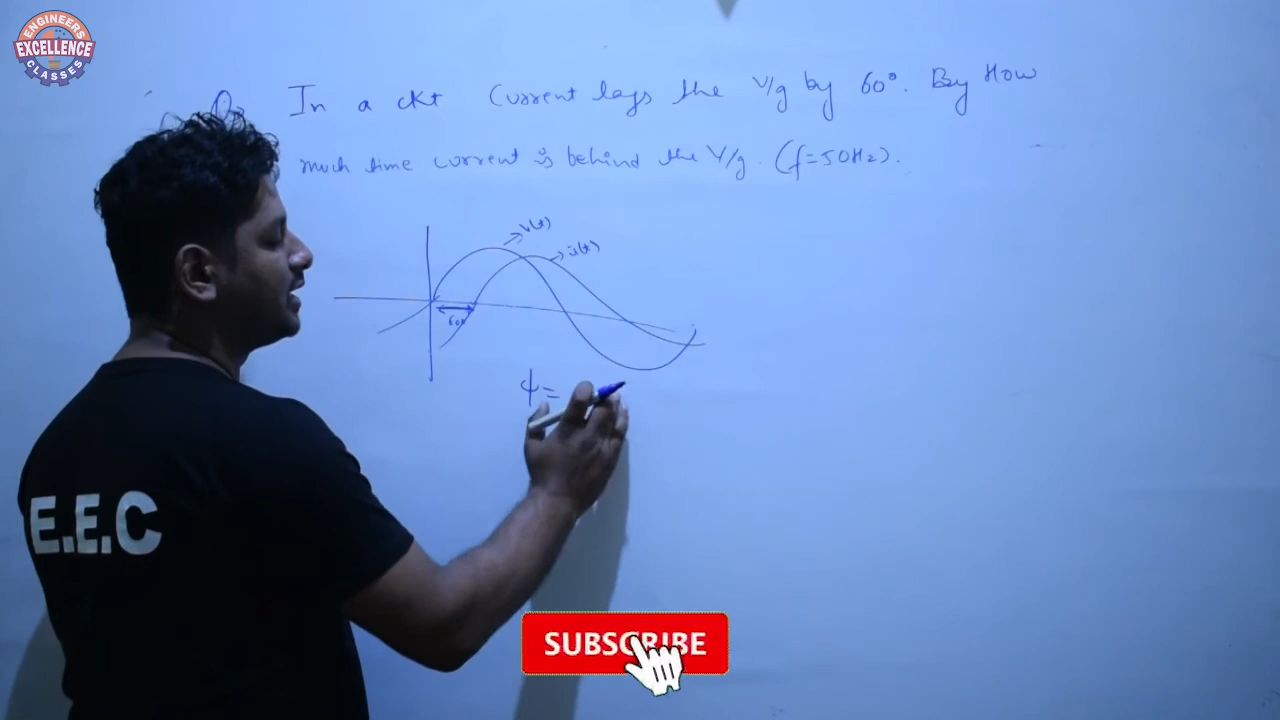 ENGINEERS
EXCELLENCE
CLASSES
Q. In a ckt Current lags the V/g by 60°. By How
much time current is behind the V/g. (f=50Hz).
V(t)
i(t)
60°
ϕ =
E.E.C
SUBSCRIBE